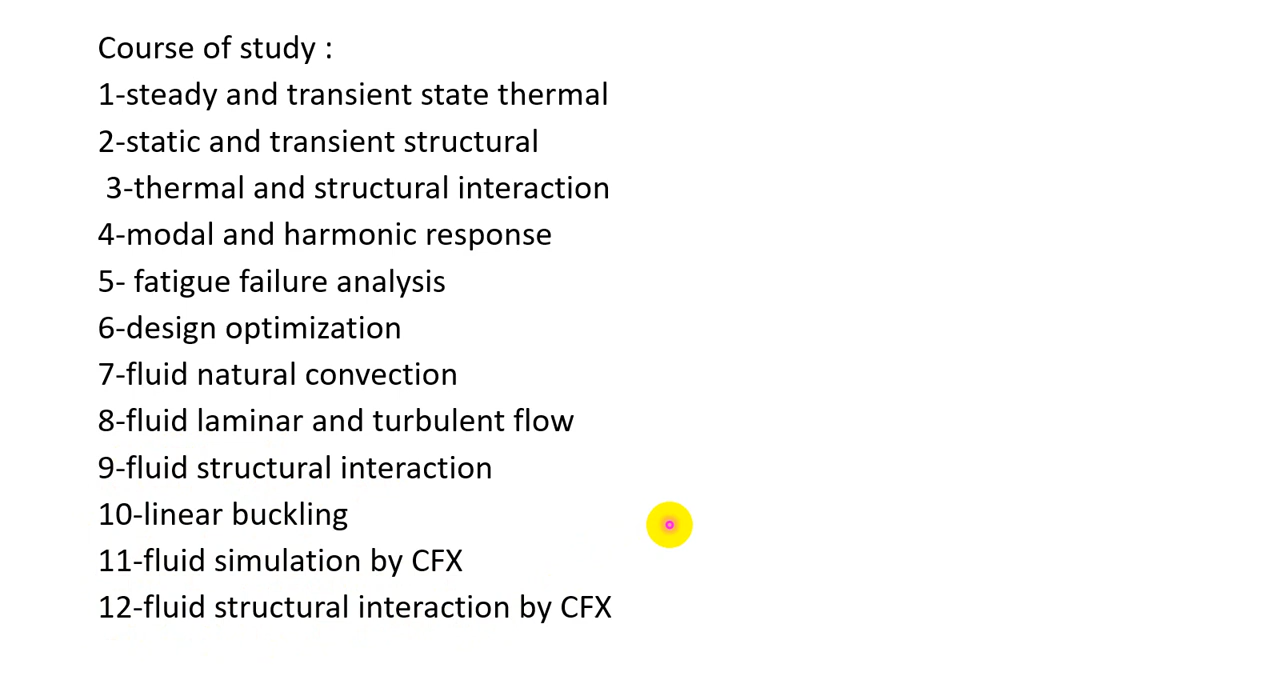 Course of study :
1-steady and transient state thermal
2-static and transient structural
3-thermal and structural interaction
4-modal and harmonic response
5- fatigue failure analysis
6-design optimization
7-fluid natural convection
8-fluid laminar and turbulent flow
9-fluid structural interaction
10-linear buckling
11-fluid simulation by CFX
12-fluid structural interaction by CFX